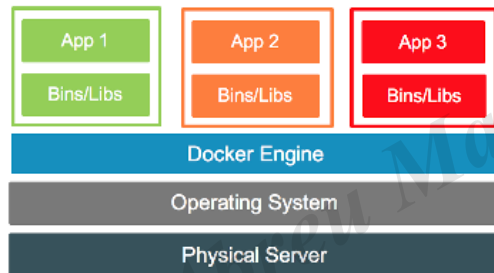 App 1 App 2 App 3
Bins/Libs Bins/Libs Bins/Libs
Docker Engine
Operating System
Physical Server